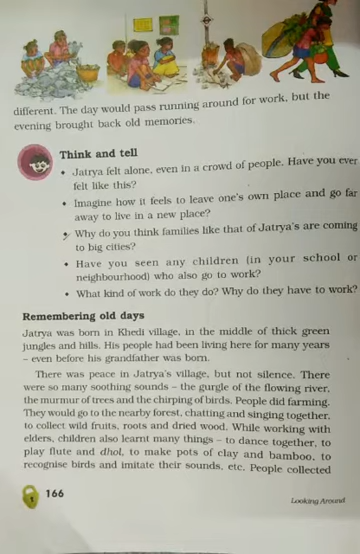 different. The day would pass running around for work, but the
evening brought back old memories.
Think and tell
• Jatrya felt alone, even in a crowd of people. Have you ever
felt like this?
• Imagine how it feels to leave one's own place and go far
away to live in a new place?
• Why do you think families like that of Jatrya's are coming
to big cities?
• Have you seen any children (in your school or
neighbourhood) who also go to work?
• What kind of work do they do? Why do they have to work?
Remembering old days
Jatrya was born in Khedi village, in the middle of thick green
jungles and hills. His people had been living here for many years
– even before his grandfather was born.
There was peace in Jatrya's village, but not silence. There
were so many soothing sounds – the gurgle of the flowing river,
the murmur of trees and the chirping of birds. People did farming.
They would go to the nearby forest, chatting and singing together,
to collect wild fruits, roots and dried wood. While working with
elders, children also learnt many things – to dance together, to
play flute and dhol, to make pots of clay and bamboo, to
recognise birds and imitate their sounds, etc. People collected
166
Looking Around